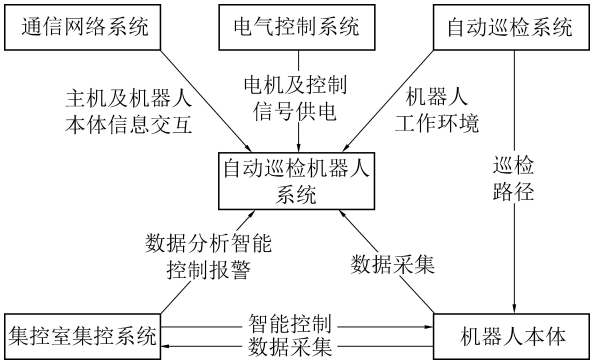 通信网络系统
电气控制系统
自动巡检系统
主机及机器人
本体信息交互
电机及控制
信号供电
机器人
工作环境
自动巡检机器人
系统
巡检
路径
数据分析智能
控制报警
数据采集
集控室集控系统
智能控制
数据采集
机器人本体